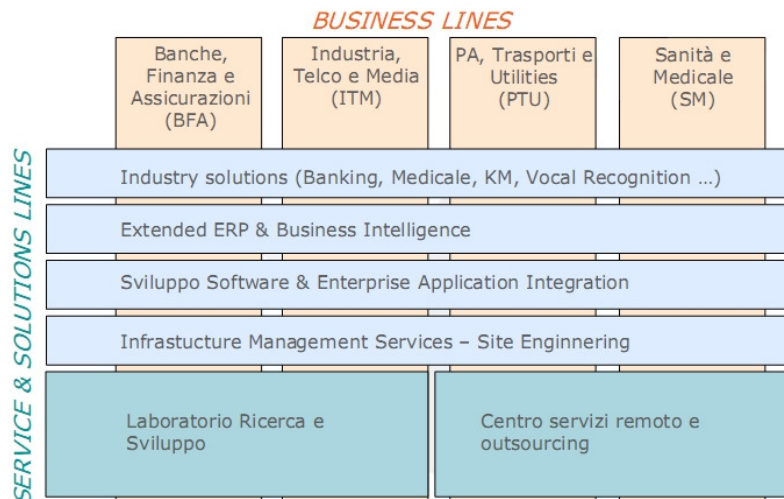 BUSINESS LINES
Banche,
Finanza e
Assicurazioni
(BFA)
Industria,
Telco e Media
(ITM)
PA, Trasporti e
Utilities
(PTU)
Sanità e
Medicale
(SM)
SERVICE & SOLUTIONS LINES
Industry solutions (Banking, Medicale, KM, Vocal Recognition ...)
Extended ERP & Business Intelligence
Sviluppo Software & Enterprise Application Integration
Infrastucture Management Services – Site Enginnering
Laboratorio Ricerca e
Sviluppo
Centro servizi remoto e
outsourcing